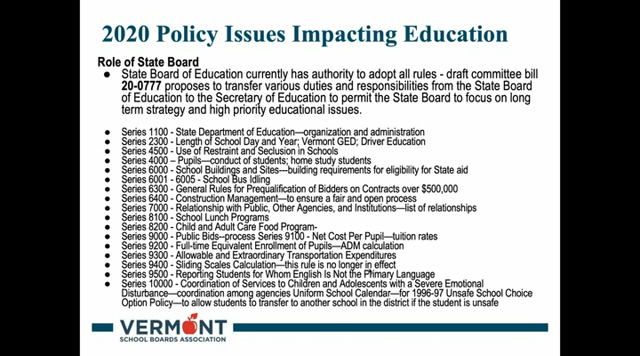 2020 Policy Issues Impacting Education
Role of State Board
● State Board of Education currently has authority to adopt all rules - draft committee bill
20-0777 proposes to transfer various duties and responsibilities from the State Board
of Education to the Secretary of Education to permit the State Board to focus on long
term strategy and high priority educational issues.
● Series 1100 - State Department of Education—organization and administration
● Series 2300 - Length of School Day and Year; Vermont GED; Driver Education
● Series 4500 - Use of Restraint and Seclusion in Schools
● Series 4000 – Pupils—conduct of students; home study students
● Series 6000 - School Buildings and Sites—building requirements for eligibility for State aid
● Series 6001 - 6005 - School Bus Idling
● Series 6300 - General Rules for Prequalification of Bidders on Contracts over $500,000
● Series 6400 - Construction Management—to ensure a fair and open process
● Series 7000 - Relationship with Public, Other Agencies, and Institutions—list of relationships
● Series 8100 - School Lunch Programs
● Series 8200 - Child and Adult Care Food Program-
● Series 9000 - Public Bids--process Series 9100 - Net Cost Per Pupil—tuition rates
● Series 9200 - Full-time Equivalent Enrollment of Pupils—ADM calculation
● Series 9300 - Allowable and Extraordinary Transportation Expenditures
● Series 9400 - Sliding Scales Calculation—this rule is no longer in effect
● Series 9500 - Reporting Students for Whom English Is Not the Primary Language
● Series 10000 - Coordination of Services to Children and Adolescents with a Severe Emotional
Disturbance—coordination among agencies Uniform School Calendar—for 1996-97 Unsafe School Choice
Option Policy—to allow students to transfer to another school in the district if the student is unsafe
VERMONT
SCHOOL BOARDS ASSOCIATION